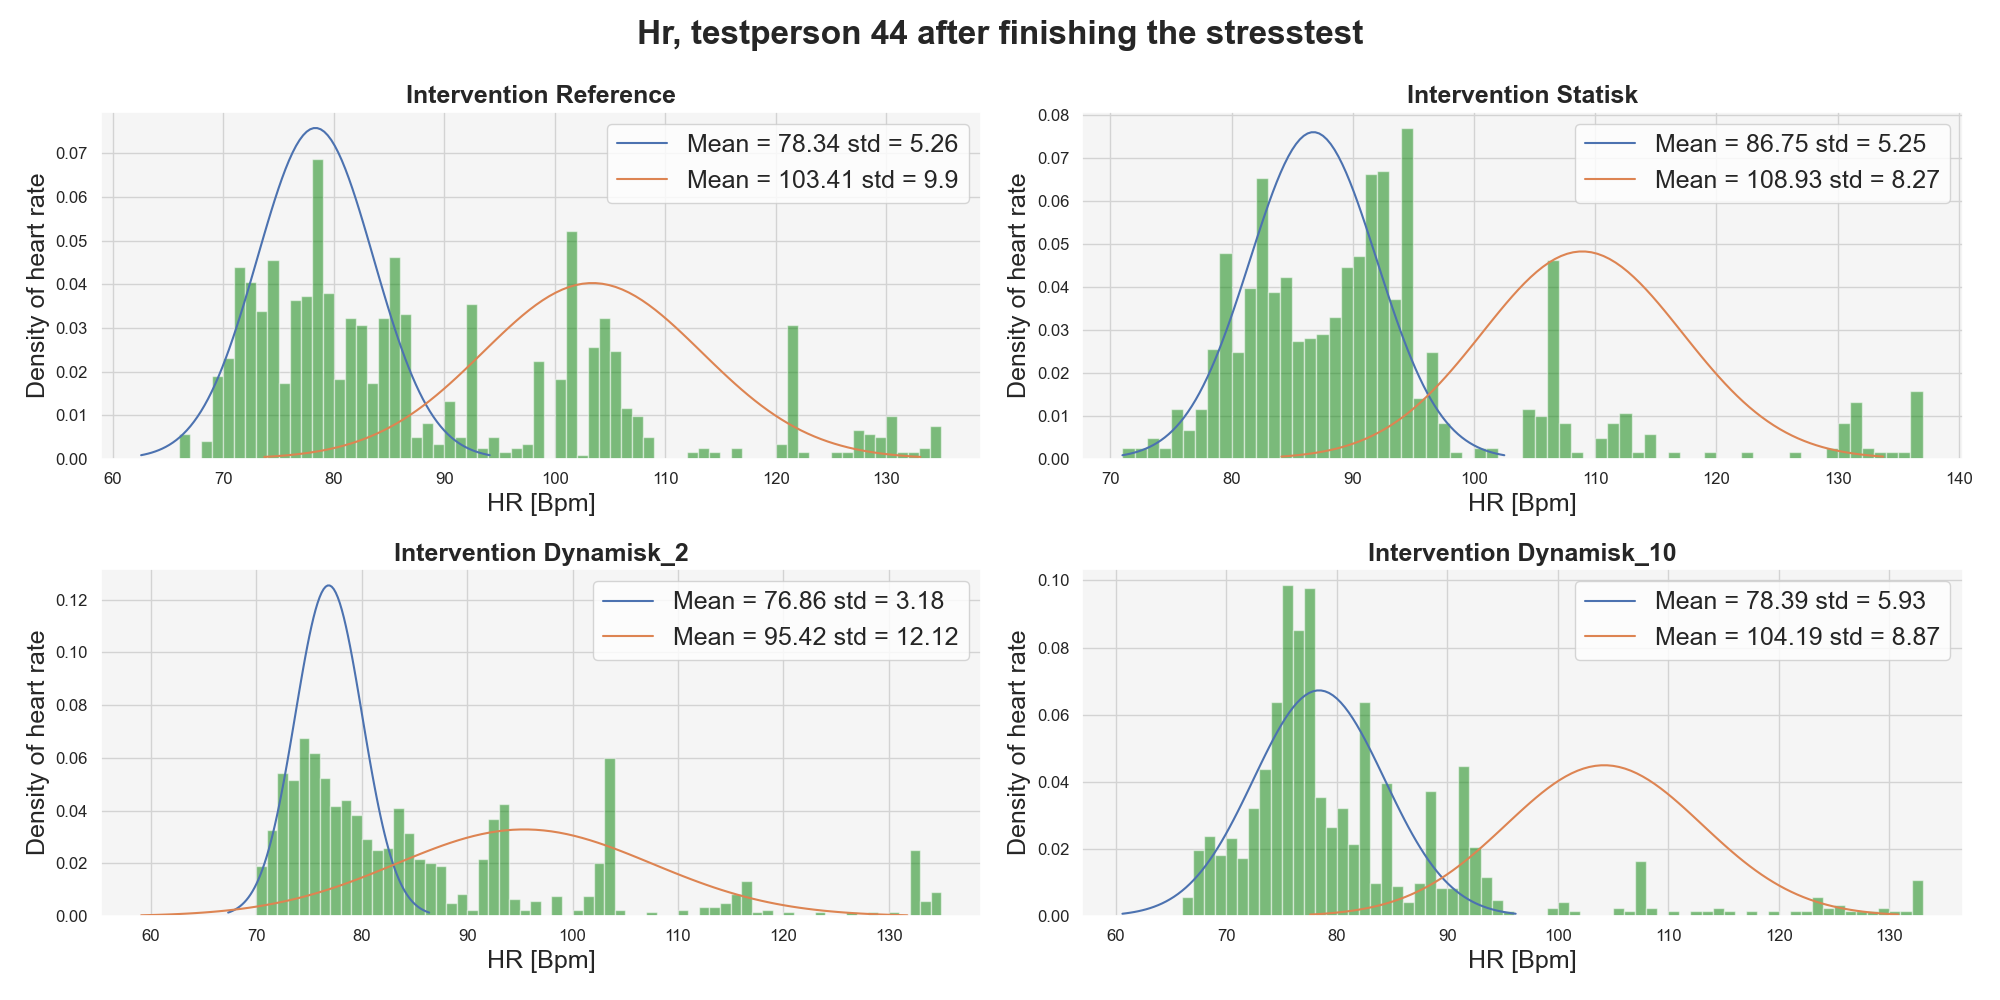 Hr, testperson 44 after finishing the stresstest
Intervention Reference
Mean = 78.34 std = 5.26
Mean = 103.41 std = 9.9
Density of heart rate
0.07
0.06
0.05
0.04
0.03
0.02
0.01
0.00
60 70 80 90 100 110 120 130
HR [Bpm]
Intervention Statisk
Mean = 86.75 std = 5.25
Mean = 108.93 std = 8.27
Density of heart rate
0.08
0.07
0.06
0.05
0.04
0.03
0.02
0.01
0.00
70 80 90 100 110 120 130 140
HR [Bpm]
Intervention Dynamisk_2
Mean = 76.86 std = 3.18
Mean = 95.42 std = 12.12
Density of heart rate
0.12
0.10
0.08
0.06
0.04
0.02
0.00
60 70 80 90 100 110 120 130
HR [Bpm]
Intervention Dynamisk_10
Mean = 78.39 std = 5.93
Mean = 104.19 std = 8.87
Density of heart rate
0.10
0.08
0.06
0.04
0.02
0.00
60 70 80 90 100 110 120 130
HR [Bpm]